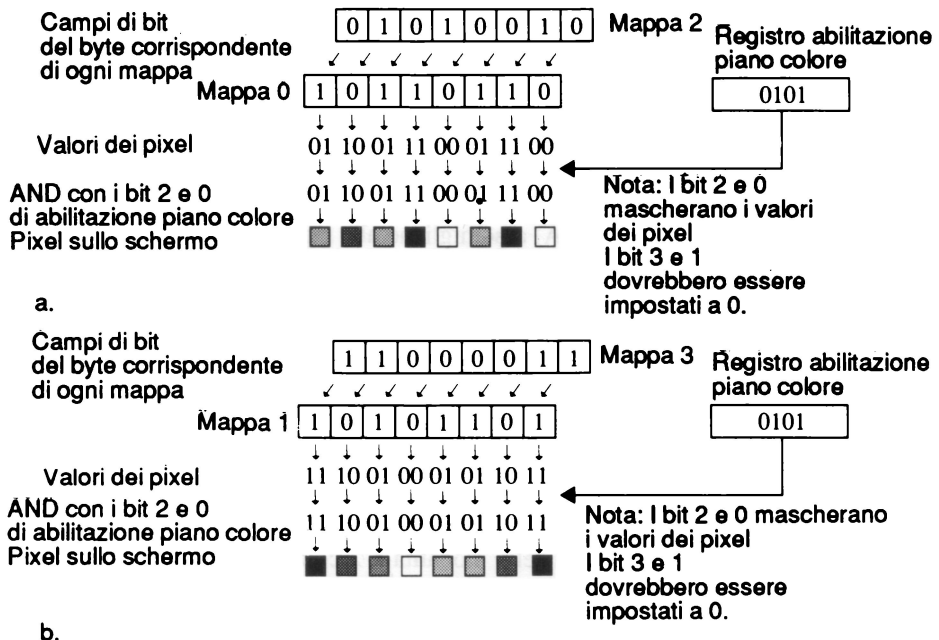 Campi di bit
del byte corrispondente
di ogni mappa
0 1 0 1 0 0 1 0 Mappa 2
Registro abilitazione
piano colore
0101
Mappa 0 1 0 1 1 0 1 1 0
Valori dei pixel 01 10 01 11 00 01 11 00
AND con i bit 2 e 0
di abilitazione piano colore
01 10 01 11 00 01 11 00
Pixel sullo schermo
Nota: I bit 2 e 0
mascherano i valori
dei pixel
I bit 3 e 1
dovrebbero essere
impostati a 0.
a.
Campi di bit
del byte corrispondente
di ogni mappa
1 1 0 0 0 0 1 1 Mappa 3
Registro abilitazione
piano colore
0101
Mappa 1 1 0 1 0 1 1 0 1
Valori dei pixel 11 10 01 00 01 01 10 11
AND con i bit 2 e 0
di abilitazione piano colore
11 10 01 00 01 01 10 11
Pixel sullo schermo
Nota: I bit 2 e 0 mascherano
i valori dei pixel
I bit 3 e 1
dovrebbero essere
impostati a 0.
b.